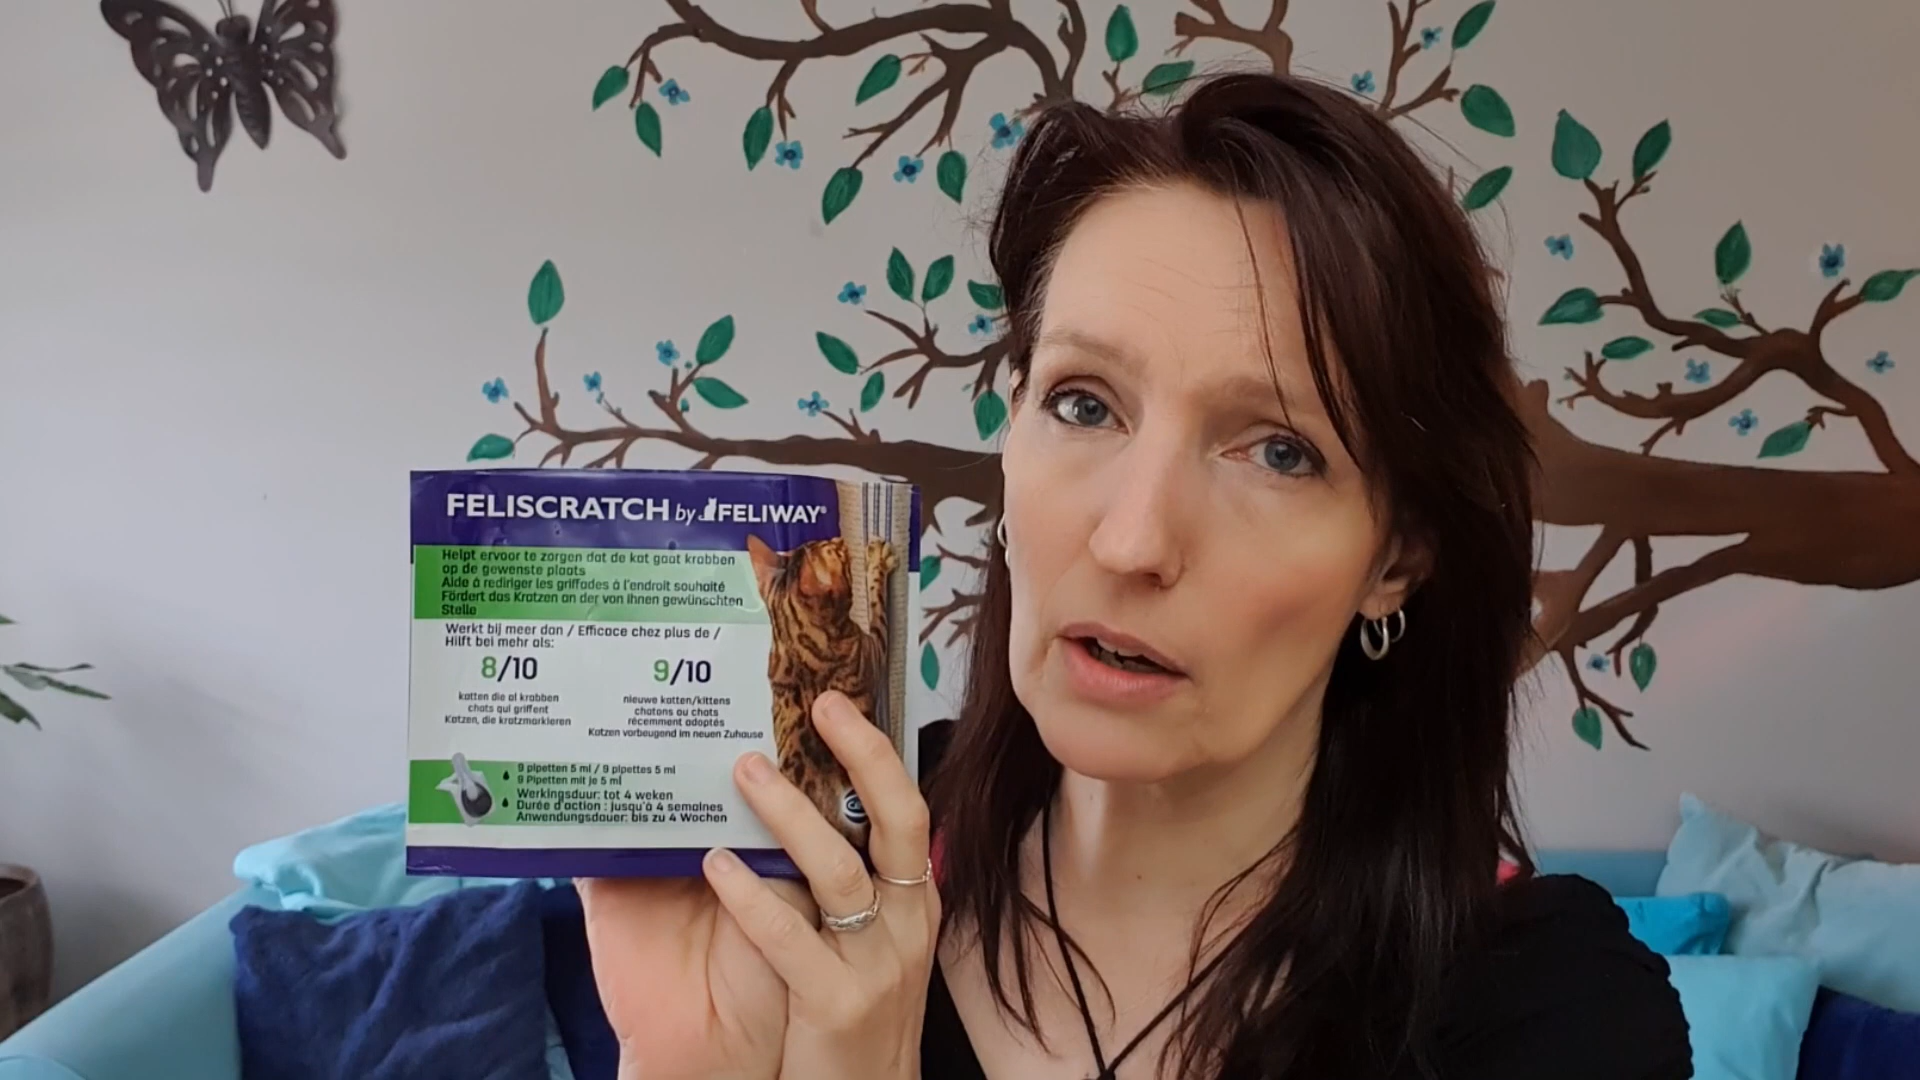 FELISCRATCH by FELIWAY®
Helpt ervoor te zorgen dat de kat gaat krabben
op de gewenste plaats
Aide à rediriger les griffades à l'endroit souhaité
Fördert das Kratzen an der von Ihnen gewünschten
Stelle
Werkt bij meer dan / Efficace chez plus de /
Hilft bei mehr als:
8/10
katten die al krabben
chats qui griffent
Katzen, die kratzmarkieren
9/10
nieuwe katten/kittens
chatons ou chats
récemment adoptés
Katzen vorbeugend im neuen Zuhause
9 pipetten 5 ml / 9 pipettes 5 ml
9 Pipetten mit je 5 ml
Werkingsduur: tot 4 weken
Durée d'action : jusqu'à 4 semaines
Anwendungsdauer: bis zu 4 Wochen